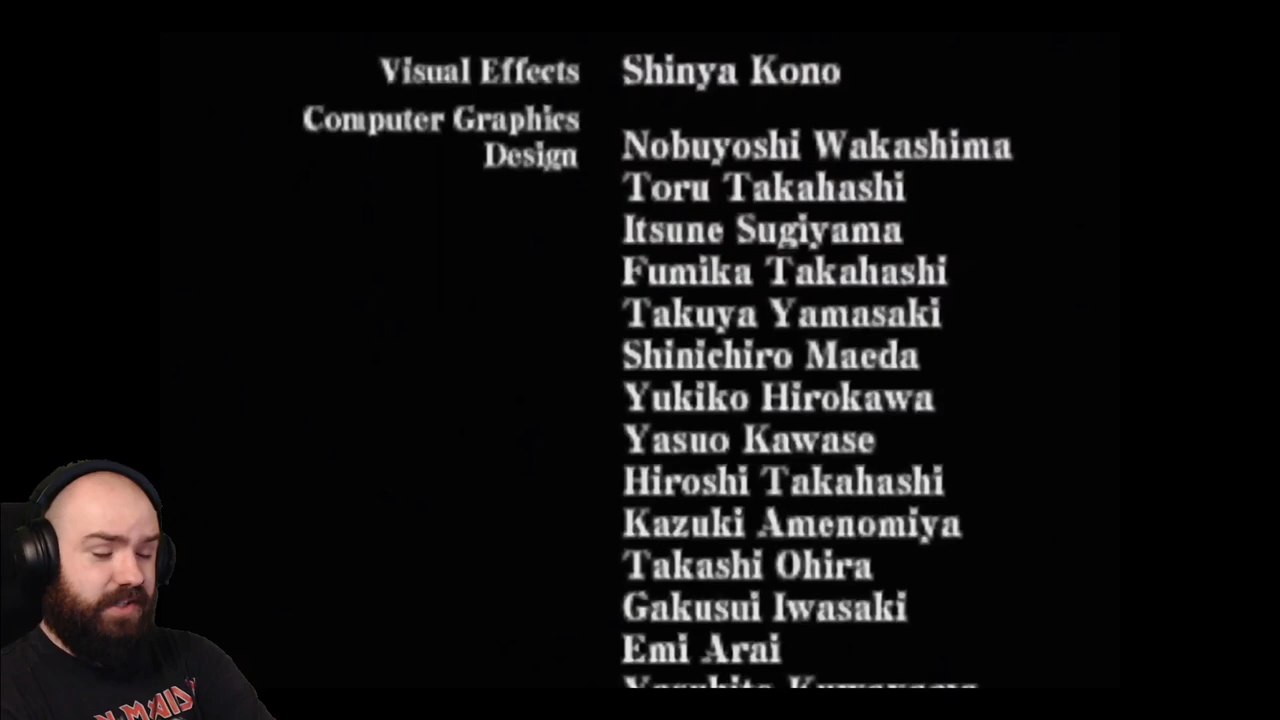 Visual Effects Shinya Kono
Computer Graphics
Design
Nobuyoshi Wakashima
Toru Takahashi
Itsune Sugiyama
Fumika Takahashi
Takuya Yamasaki
Shinichiro Maeda
Yukiko Hirokawa
Yasuo Kawase
Hiroshi Takahashi
Kazuki Amenomiya
Takashi Ohira
Gakusui Iwasaki
Emi Arai
MAIDEN